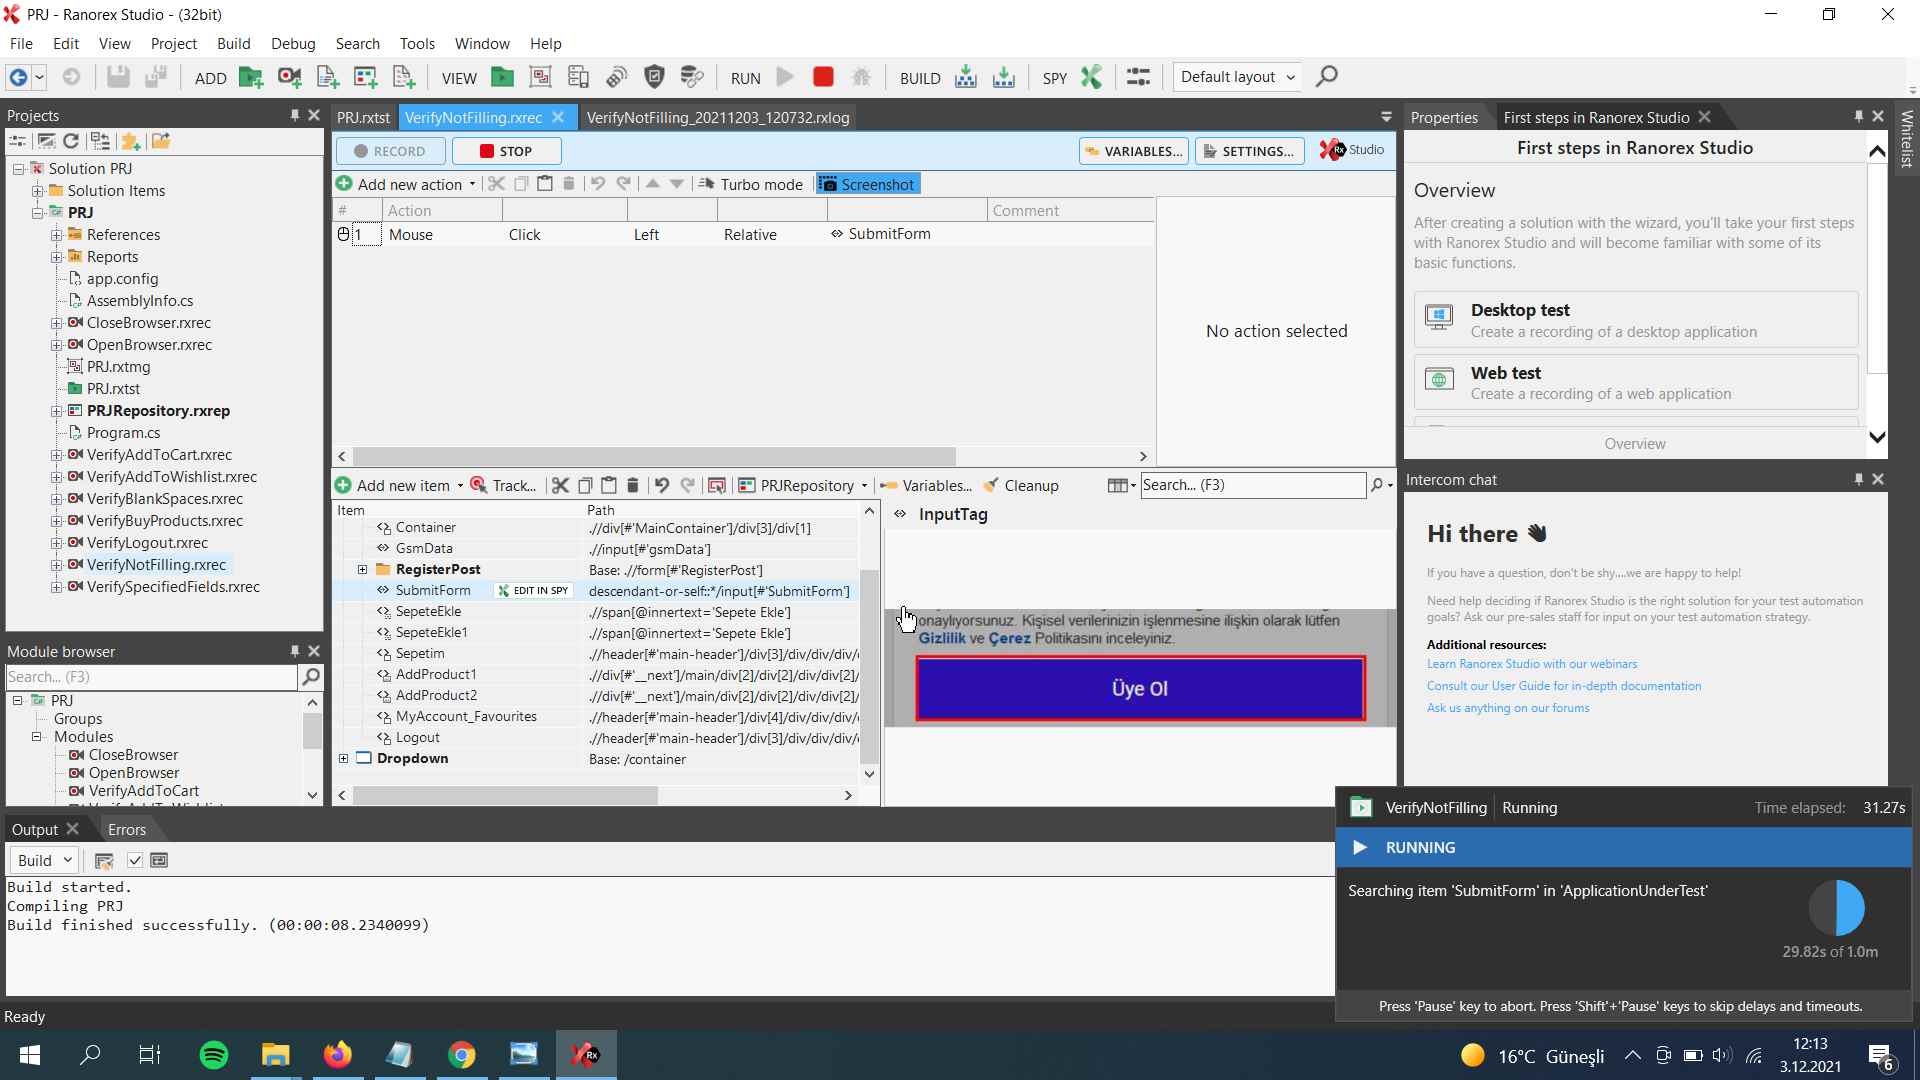 PRJ - Ranorex Studio - (32bit)
File Edit View Project Build Debug Search Tools Window Help
ADD VIEW RUN BUILD SPY Default layout
Projects
Solution PRJ
Solution Items
PRJ
References
Reports
app.config
AssemblyInfo.cs
CloseBrowser.rxrec
OpenBrowser.rxrec
PRJ.rxtmg
PRJ.rxtst
PRJRepository.rxrep
Program.cs
VerifyAddToCart.rxrec
VerifyAddToWishlist.rxrec
VerifyBlankSpaces.rxrec
VerifyBuyProducts.rxrec
VerifyLogout.rxrec
VerifyNotFilling.rxrec
VerifySpecifiedFields.rxrec
Module browser
Search... (F3)
PRJ
Groups
Modules
CloseBrowser
OpenBrowser
VerifyAddToCart
PRJ.rxtst VerifyNotFilling.rxrec VerifyNotFilling_20211203_120732.rxlog
RECORD STOP VARIABLES... SETTINGS... Rx Studio
Add new action Turbo mode Screenshot
# Action Comment
1 Mouse Click Left Relative SubmitForm
No action selected
Add new item Track... PRJRepository Variables... Cleanup Search... (F3)
Item Path
Container .//div[#'MainContainer']/div[3]/div[1]
GsmData .//input[#'gsmData']
RegisterPost Base: .//form[#'RegisterPost']
SubmitForm EDIT IN SPY descendant-or-self::*/input[#'SubmitForm']
SepeteEkle .//span[@innertext='Sepete Ekle']
SepeteEkle1 .//span[@innertext='Sepete Ekle']
Sepetim .//header[#'main-header']/div[3]/div/div/
AddProduct1 .//div[#'__next']/main/div[2]/div[2]/div[2]/
AddProduct2 .//div[#'__next']/main/div[2]/div[2]/div[2]/
MyAccount_Favourites .//header[#'main-header']/div[4]/div/div/div/
Logout .//header[#'main-header']/div[3]/div/div/div/
Dropdown Base: /container
InputTag
onaylıyorsunuz. Kişisel verilerinizin işlenmesine ilişkin olarak lütfen
Gizlilik ve Çerez Politikasını inceleyiniz.
Üye Ol
Properties First steps in Ranorex Studio
Whitelist
First steps in Ranorex Studio
Overview
After creating a solution with the wizard, you'll take your first steps
with Ranorex Studio and will become familiar with some of its
basic functions.
Desktop test
Create a recording of a desktop application
Web test
Create a recording of a web application
Overview
Intercom chat
Hi there
If you have a question, don't be shy....we are happy to help!
Need help deciding if Ranorex Studio is the right solution for your test automation
goals? Ask our pre-sales staff for input on your test automation strategy.
Additional resources:
Learn Ranorex Studio with our webinars
Consult our User Guide for in-depth documentation
Ask us anything on our forums
Output Errors
Build
Build started.
Compiling PRJ
Build finished successfully. (00:00:08.2340099)
VerifyNotFilling Running Time elapsed: 31.27s
RUNNING
Searching item 'SubmitForm' in 'ApplicationUnderTest'
29.82s of 1.0m
Press 'Pause' key to abort. Press 'Shift'+'Pause' keys to skip delays and timeouts.
Ready
Rx
16°C Güneşli
12:13
3.12.2021
6